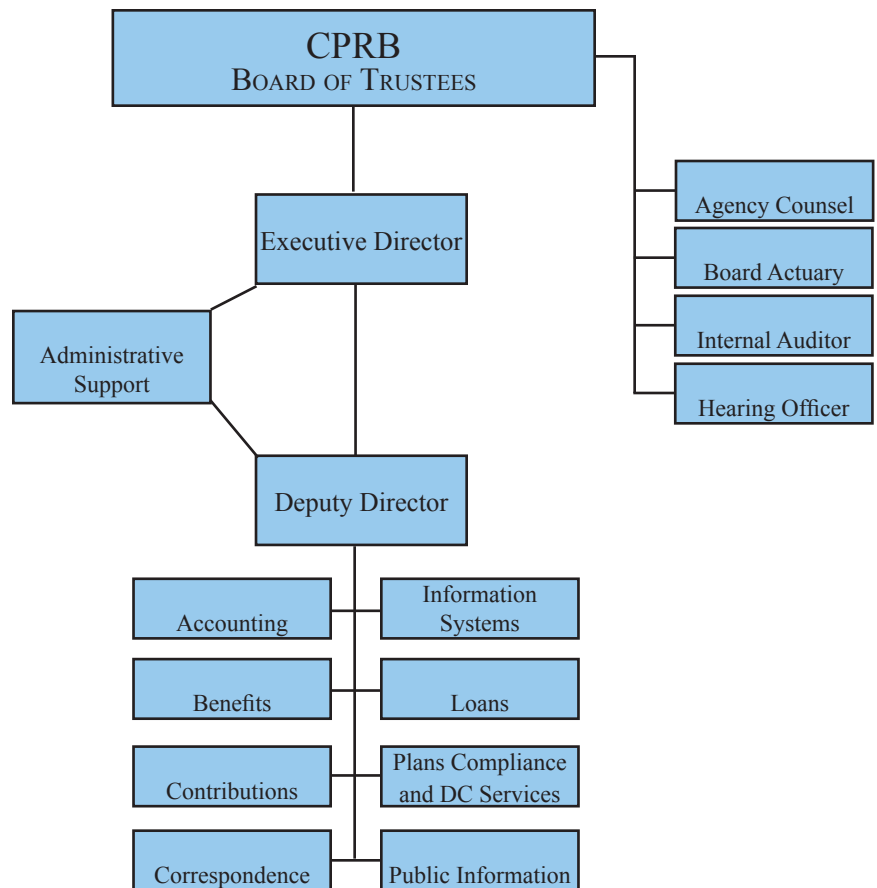 CPRB
Board of Trustees
Executive Director
Agency Counsel
Board Actuary
Internal Auditor
Hearing Officer
Administrative
Support
Deputy Director
Accounting
Information
Systems
Benefits
Loans
Contributions
Plans Compliance
and DC Services
Correspondence
Public Information